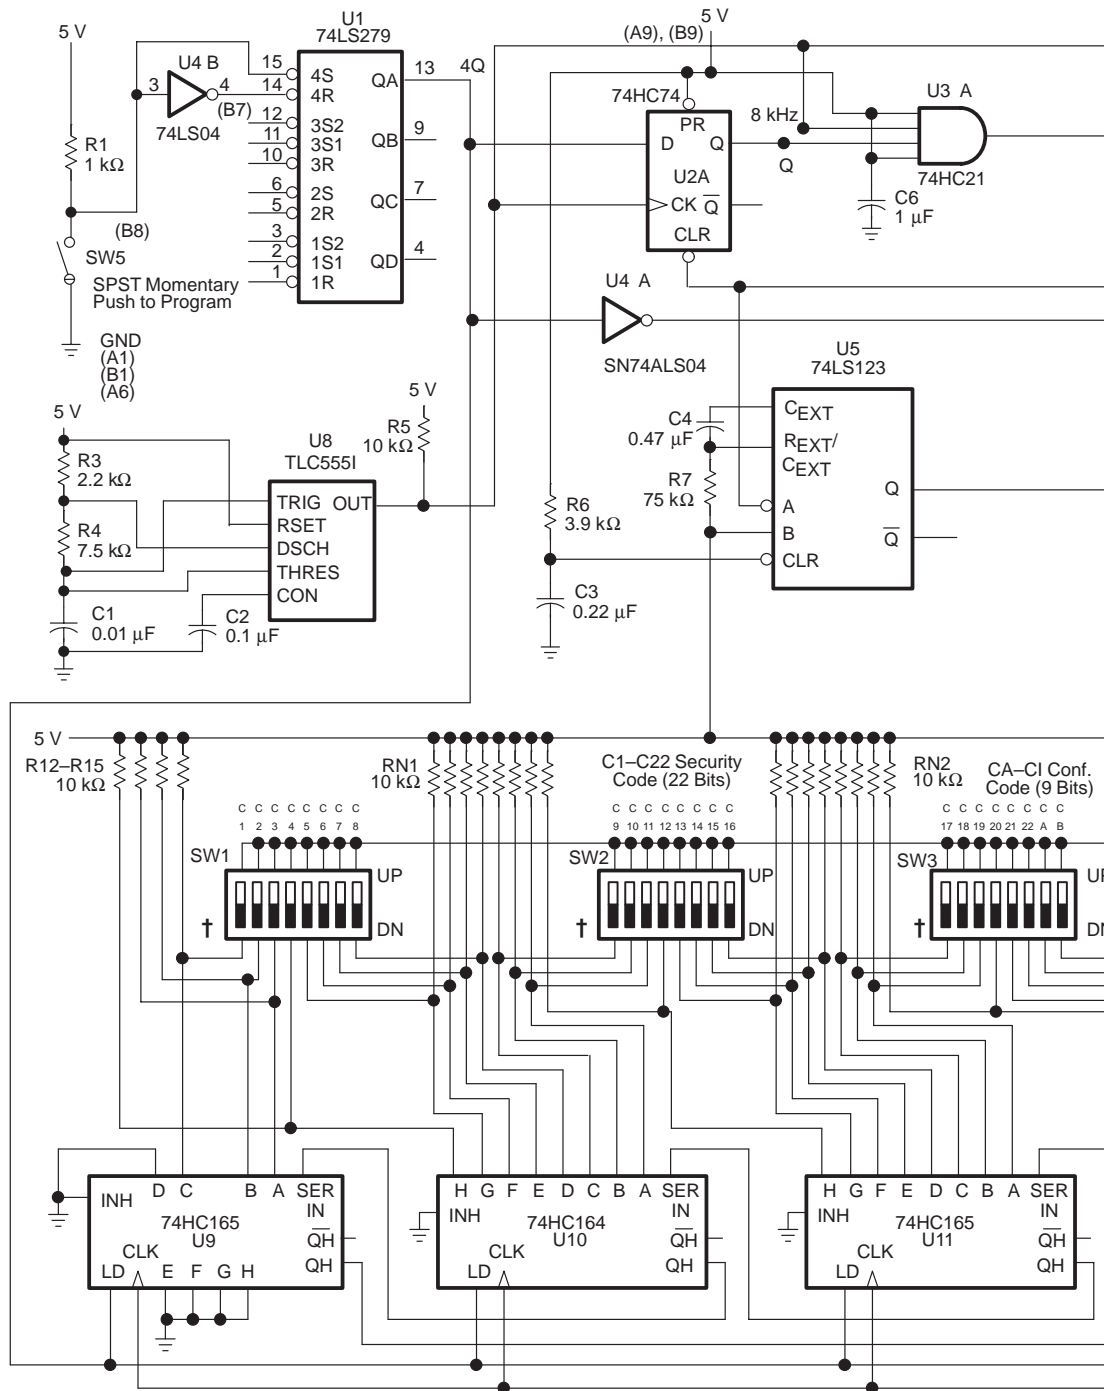 5 V
R1
1 kΩ
(B8)
SW5
SPST Momentary
Push to Program
GND
(A1)
(B1)
(A6)
U4 B
3
4
(B7)
74LS04
U1
74LS279
15
14
12
11
10
6
5
3
2
1
4S
4R
3S2
3S1
3R
2S
2R
1S2
1S1
1R
QA
QB
QC
QD
13
9
7
4
4Q
5 V
(A9), (B9)
74HC74
PR
D
Q
U2A
CK
Q
CLR
8 kHz
Q
U3 A
74HC21
C6
1 µF
U4 A
SN74ALS04
U5
74LS123
CEXT
REXT/
CEXT
A
B
CLR
Q
Q
C4
0.47 µF
R7
75 kΩ
R6
3.9 kΩ
C3
0.22 µF
5 V
R3
2.2 kΩ
R4
7.5 kΩ
C1
0.01 µF
C2
0.1 µF
U8
TLC555I
TRIG OUT
RSET
DSCH
THRES
CON
5 V
R5
10 kΩ
5 V
R12–R15
10 kΩ
RN1
10 kΩ
C1–C22 Security
Code (22 Bits)
RN2
10 kΩ
CA–CI Conf.
Code (9 Bits)
C C C C C C C C
1 2 3 4 5 6 7 8
SW1
UP
DN
†
C C C C C C C C
9 10 11 12 13 14 15 16
SW2
UP
DN
†
C C C C C C C C
17 18 19 20 21 22 A B
SW3
UP
DN
†
D C B A SER
IN
INH
74HC165
U9
QH
CLK
QH
LD E F G H
H G F E D C B A SER
IN
INH
74HC164
U10
QH
CLK
QH
LD
H G F E D C B A SER
IN
INH
74HC165
U11
QH
CLK
QH
LD